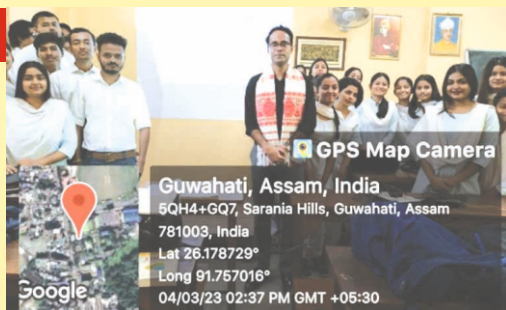 GPS Map Camera
Guwahati, Assam, India
5QH4+GQ7, Sarania Hills, Guwahati, Assam
781003, India
Lat 26.178729°
Long 91.757016°
04/03/23 02:37 PM GMT +05:30
Google